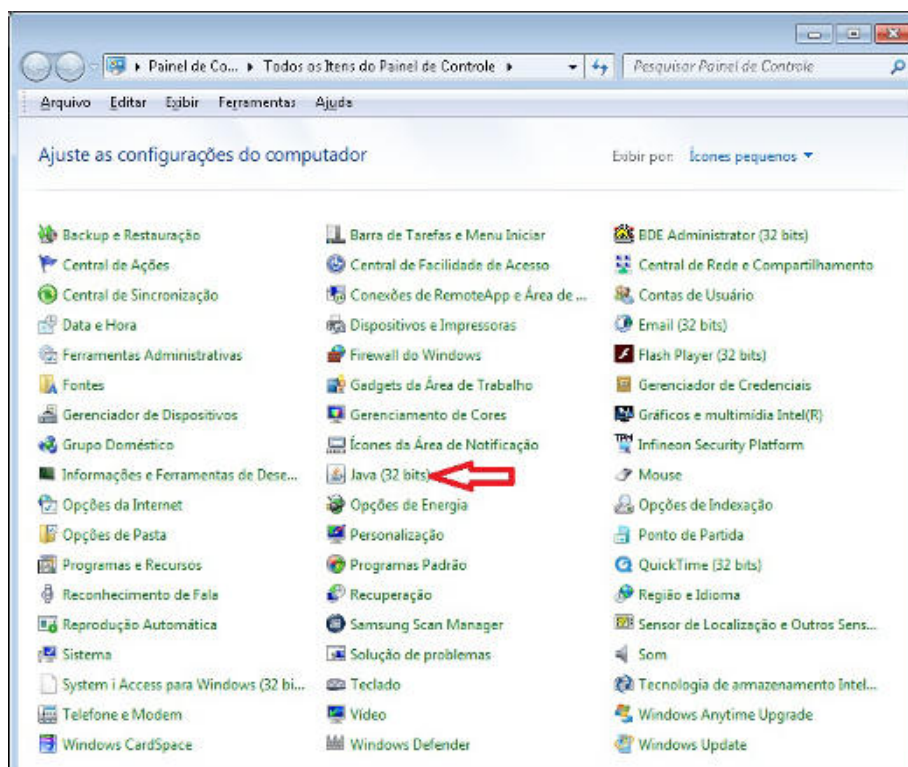 Painel de Co... Todos os Itens do Painel de Controle
Pesquisar Painel de Controle
Arquivo Editar Exibir Ferramentas Ajuda
Ajuste as configurações do computador
Exibir por: Ícones pequenos
Backup e Restauração Barra de Tarefas e Menu Iniciar BDE Administrator (32 bits)
Central de Ações Central de Facilidade de Acesso Central de Rede e Compartilhamento
Central de Sincronização Conexões de RemoteApp e Área de ... Contas de Usuário
Data e Hora Dispositivos e Impressoras Email (32 bits)
Ferramentas Administrativas Firewall do Windows Flash Player (32 bits)
Fontes Gadgets da Área de Trabalho Gerenciador de Credenciais
Gerenciador de Dispositivos Gerenciamento de Cores Gráficos e multimídia Intel(R)
Grupo Doméstico Ícones da Área de Notificação Infineon Security Platform
Informações e Ferramentas de Dese... Java (32 bits) Mouse
Opções da Internet Opções de Energia Opções de Indexação
Opções de Pasta Personalização Ponto de Partida
Programas e Recursos Programas Padrão QuickTime (32 bits)
Reconhecimento de Fala Recuperação Região e Idioma
Reprodução Automática Samsung Scan Manager Sensor de Localização e Outros Sens...
Sistema Solução de problemas Som
System i Access para Windows (32 bi... Teclado Tecnologia de armazenamento Intel...
Telefone e Modem Vídeo Windows Anytime Upgrade
Windows CardSpace Windows Defender Windows Update